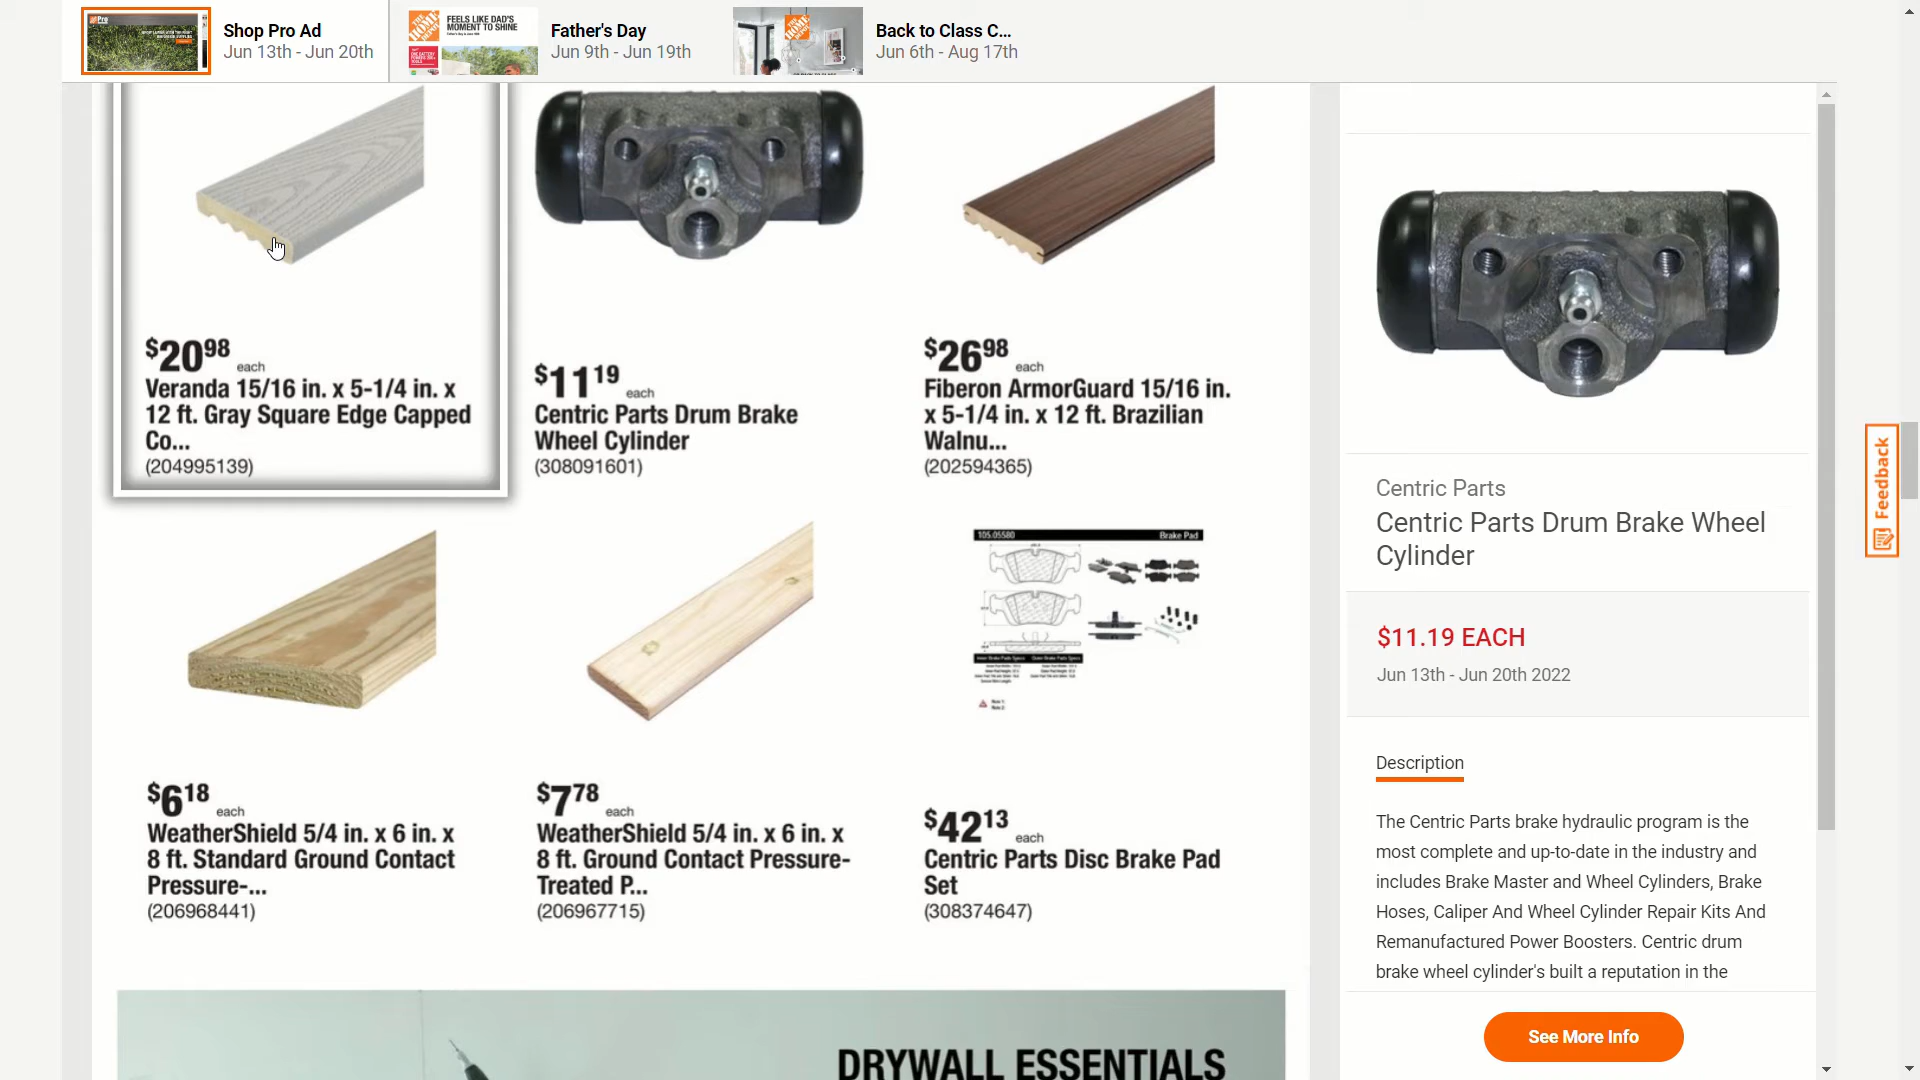 Shop Pro Ad
Jun 13th - Jun 20th
FEELS LIKE DAD'S
MOMENT TO SHINE
Father's Day
Jun 9th - Jun 19th
Back to Class C...
Jun 6th - Aug 17th
$20 98 each
Veranda 15/16 in. x 5-1/4 in. x
12 ft. Gray Square Edge Capped
Co...
(204995139)
$11 19 each
Centric Parts Drum Brake
Wheel Cylinder
(308091601)
$26 98 each
Fiberon ArmorGuard 15/16 in.
x 5-1/4 in. x 12 ft. Brazilian
Walnu...
(202594365)
105.05580 Brake Pad
$6 18 each
WeatherShield 5/4 in. x 6 in. x
8 ft. Standard Ground Contact
Pressure-...
(206968441)
$7 78 each
WeatherShield 5/4 in. x 6 in. x
8 ft. Ground Contact Pressure-
Treated P...
(206967715)
$42 13 each
Centric Parts Disc Brake Pad
Set
(308374647)
DRYWALL ESSENTIALS
Centric Parts
Centric Parts Drum Brake Wheel
Cylinder
$11.19 EACH
Jun 13th - Jun 20th 2022
Description
The Centric Parts brake hydraulic program is the
most complete and up-to-date in the industry and
includes Brake Master and Wheel Cylinders, Brake
Hoses, Caliper And Wheel Cylinder Repair Kits And
Remanufactured Power Boosters. Centric drum
brake wheel cylinder's built a reputation in the
See More Info
Feedback